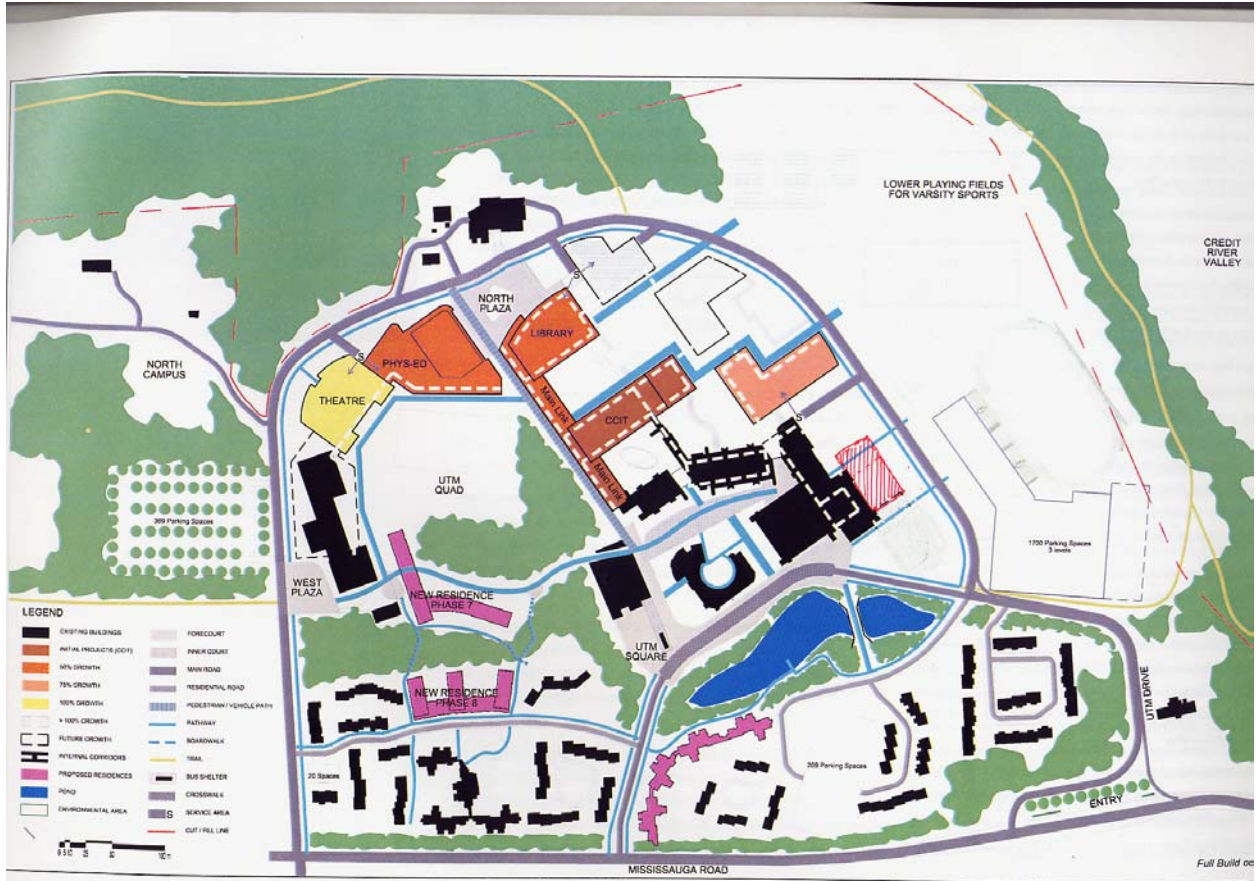 LOWER PLAYING FIELDS
FOR VARSITY SPORTS
CREDIT
RIVER
VALLEY
NORTH
PLAZA
S
LIBRARY
PHYS-ED
S
NORTH
CAMPUS
THEATRE
Main Link
CCIT
S
Main Link
UTM
QUAD
369 Parking Spaces
1700 Parking Spaces
3 levels
WEST
PLAZA
NEW RESIDENCE
PHASE 7
UTM
SQUARE
NEW RESIDENCE
PHASE 8
UTM DRIVE
20 Spaces
209 Parking Spaces
ENTRY
MISSISSAUGA ROAD
LEGEND
EXISTING BUILDINGS
INITIAL PROJECTS (CCIT)
50% GROWTH
75% GROWTH
100% GROWTH
> 100% GROWTH
FUTURE GROWTH
INTERNAL CORRIDORS
PROPOSED RESIDENCES
POND
ENVIRONMENTAL AREA
FORECOURT
INNER COURT
MAIN ROAD
RESIDENTIAL ROAD
PEDESTRIAN / VEHICLE PATH
PATHWAY
BOARDWALK
TRAIL
BUS SHELTER
CROSSWALK
S SERVICE AREA
CUT / FILL LINE
100 m
Full Build